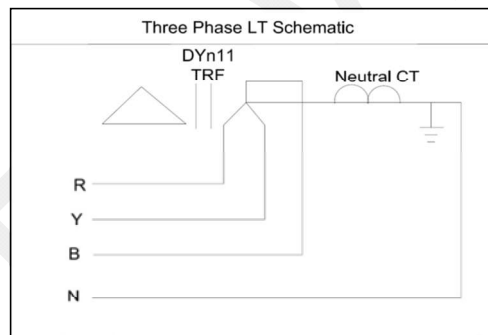 Three Phase LT Schematic
DYn11
TRF
Neutral CT
R
Y
B
N